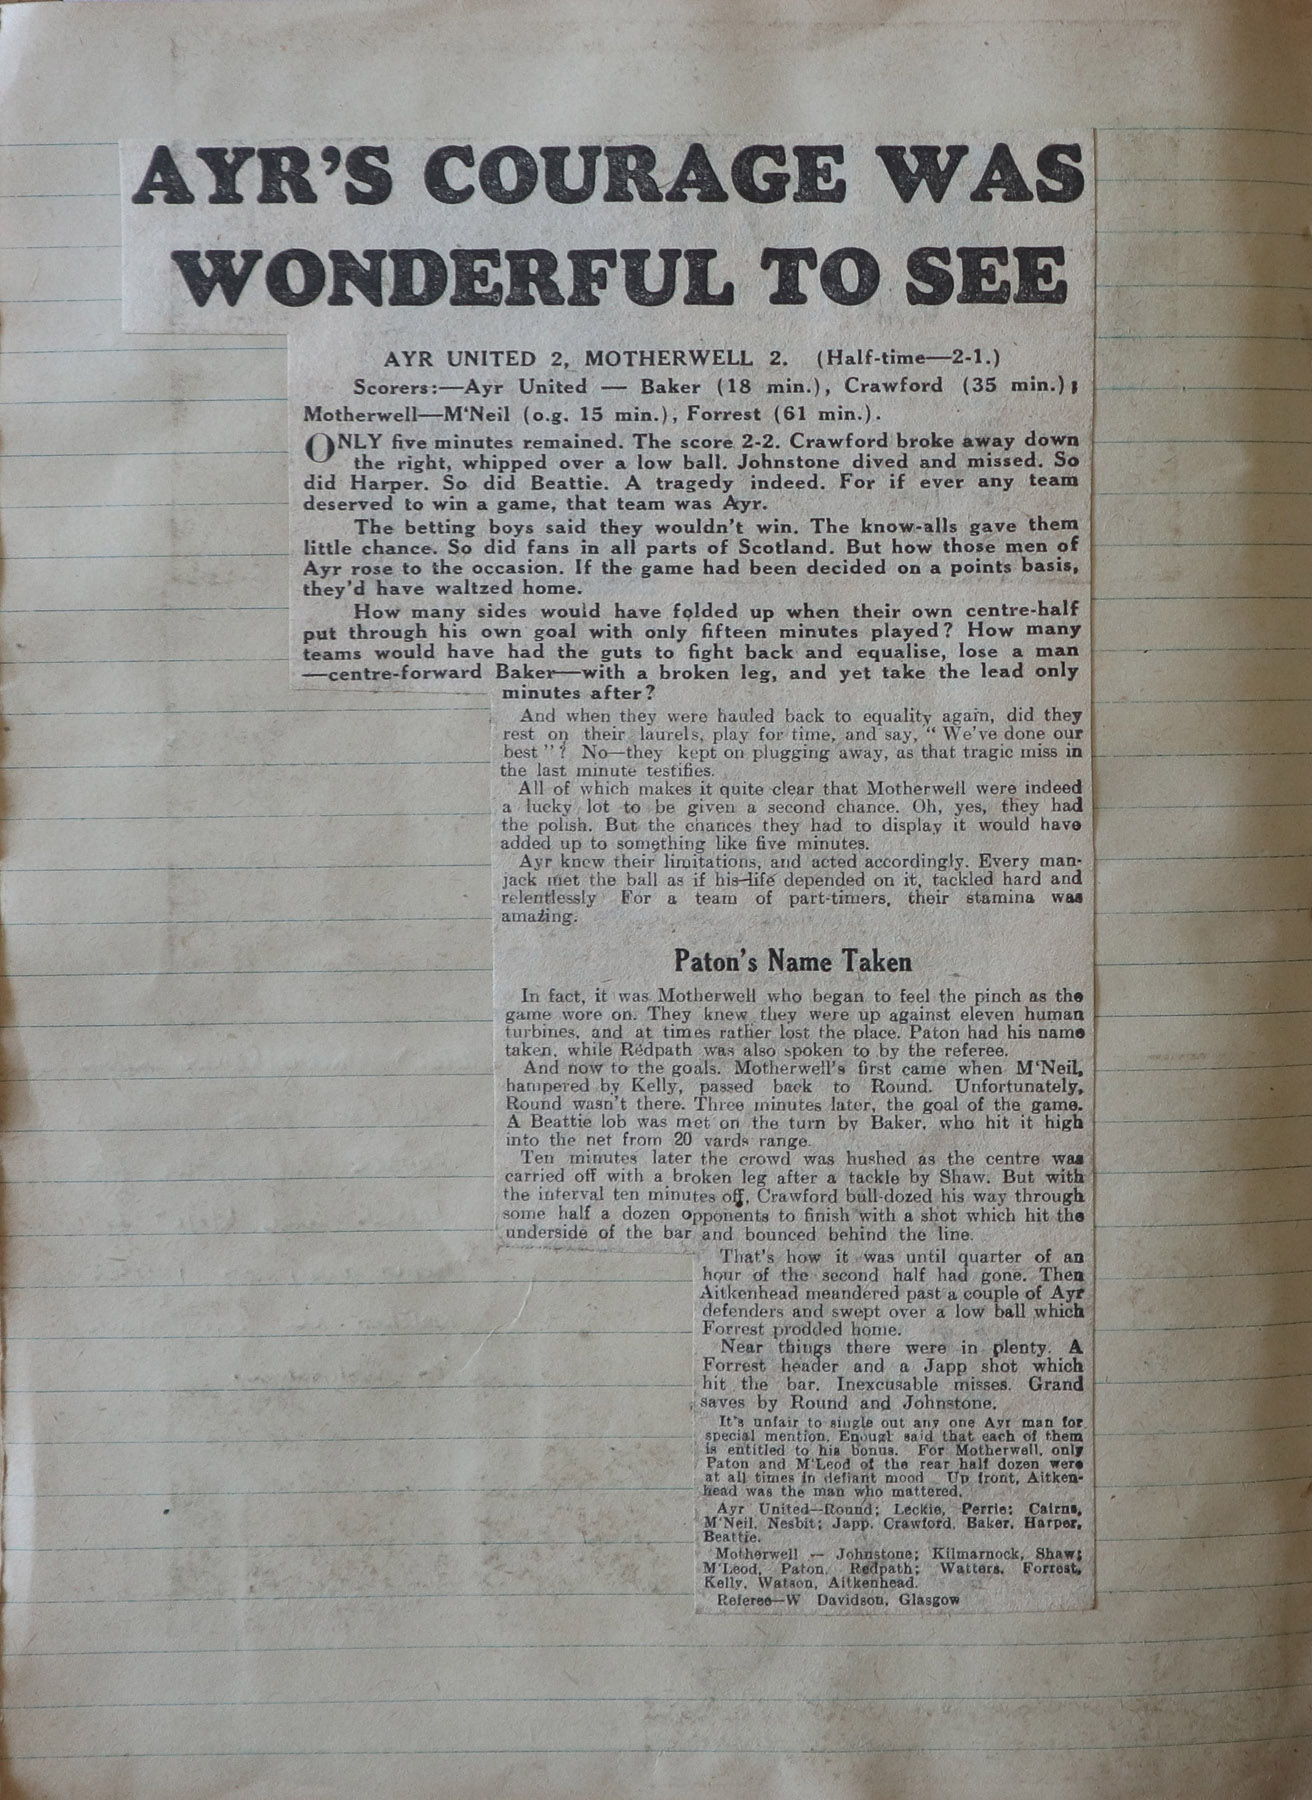 AYR'S COURAGE WAS
WONDERFUL TO SEE
AYR UNITED 2, MOTHERWELL 2. (Half-time—2-1.)
Scorers:—Ayr United — Baker (18 min.), Crawford (35 min.);
Motherwell—M'Neil (o.g. 15 min.), Forrest (61 min.).
ONLY five minutes remained. The score 2-2. Crawford broke away down
the right, whipped over a low ball. Johnstone dived and missed. So
did Harper. So did Beattie. A tragedy indeed. For if ever any team
deserved to win a game, that team was Ayr.
The betting boys said they wouldn't win. The know-alls gave them
little chance. So did fans in all parts of Scotland. But how those men of
Ayr rose to the occasion. If the game had been decided on a points basis,
they'd have waltzed home.
How many sides would have folded up when their own centre-half
put through his own goal with only fifteen minutes played? How many
teams would have had the guts to fight back and equalise, lose a man
—centre-forward Baker—with a broken leg, and yet take the lead only
minutes after?
And when they were hauled back to equality again, did they
rest on their laurels, play for time, and say, "We've done our
best"? No—they kept on plugging away, as that tragic miss in
the last minute testifies.
All of which makes it quite clear that Motherwell were indeed
a lucky lot to be given a second chance. Oh, yes, they had
the polish. But the chances they had to display it would have
added up to something like five minutes.
Ayr knew their limitations, and acted accordingly. Every man-
jack met the ball as if his life depended on it, tackled hard and
relentlessly For a team of part-timers, their stamina was
amazing.
Paton's Name Taken
In fact, it was Motherwell who began to feel the pinch as the
game wore on. They knew they were up against eleven human
turbines, and at times rather lost the place. Paton had his name
taken, while Redpath was also spoken to by the referee.
And now to the goals. Motherwell's first came when M'Neil,
hampered by Kelly, passed back to Round. Unfortunately,
Round wasn't there. Three minutes later, the goal of the game.
A Beattie lob was met on the turn by Baker, who hit it high
into the net from 20 yards range.
Ten minutes later the crowd was hushed as the centre was
carried off with a broken leg after a tackle by Shaw. But with
the interval ten minutes off, Crawford bull-dozed his way through
some half a dozen opponents to finish with a shot which hit the
underside of the bar and bounced behind the line.
That's how it was until quarter of an
hour of the second half had gone. Then
Aitkenhead meandered past a couple of Ayr
defenders and swept over a low ball which
Forrest prodded home.
Near things there were in plenty. A
Forrest header and a Japp shot which
hit the bar. Inexcusable misses. Grand
saves by Round and Johnstone.
It's unfair to single out any one Ayr man for
special mention. Enough said that each of them
is entitled to his bonus. For Motherwell, only
Paton and M'Leod of the rear half dozen were
at all times in defiant mood Up front, Aitken-
head was the man who mattered.
Ayr United—Round; Leckie, Perrie; Cairns,
M'Neil, Nesbit; Japp, Crawford, Baker, Harper,
Beattie.
Motherwell — Johnstone; Kilmarnock, Shaw;
M'Leod, Paton, Redpath; Watters, Forrest,
Kelly, Watson, Aitkenhead.
Referee—W Davidson, Glasgow